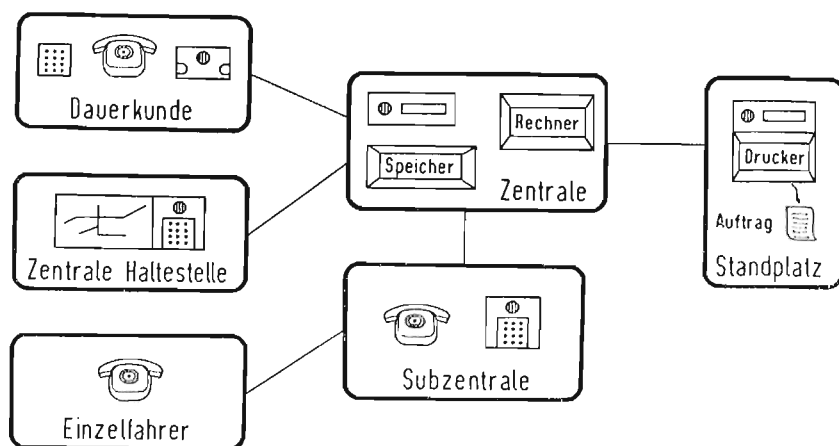 Dauerkunde
Zentrale Haltestelle
Einzelfahrer
Rechner
Speicher
Zentrale
Subzentrale
Drucker
Auftrag
Standplatz